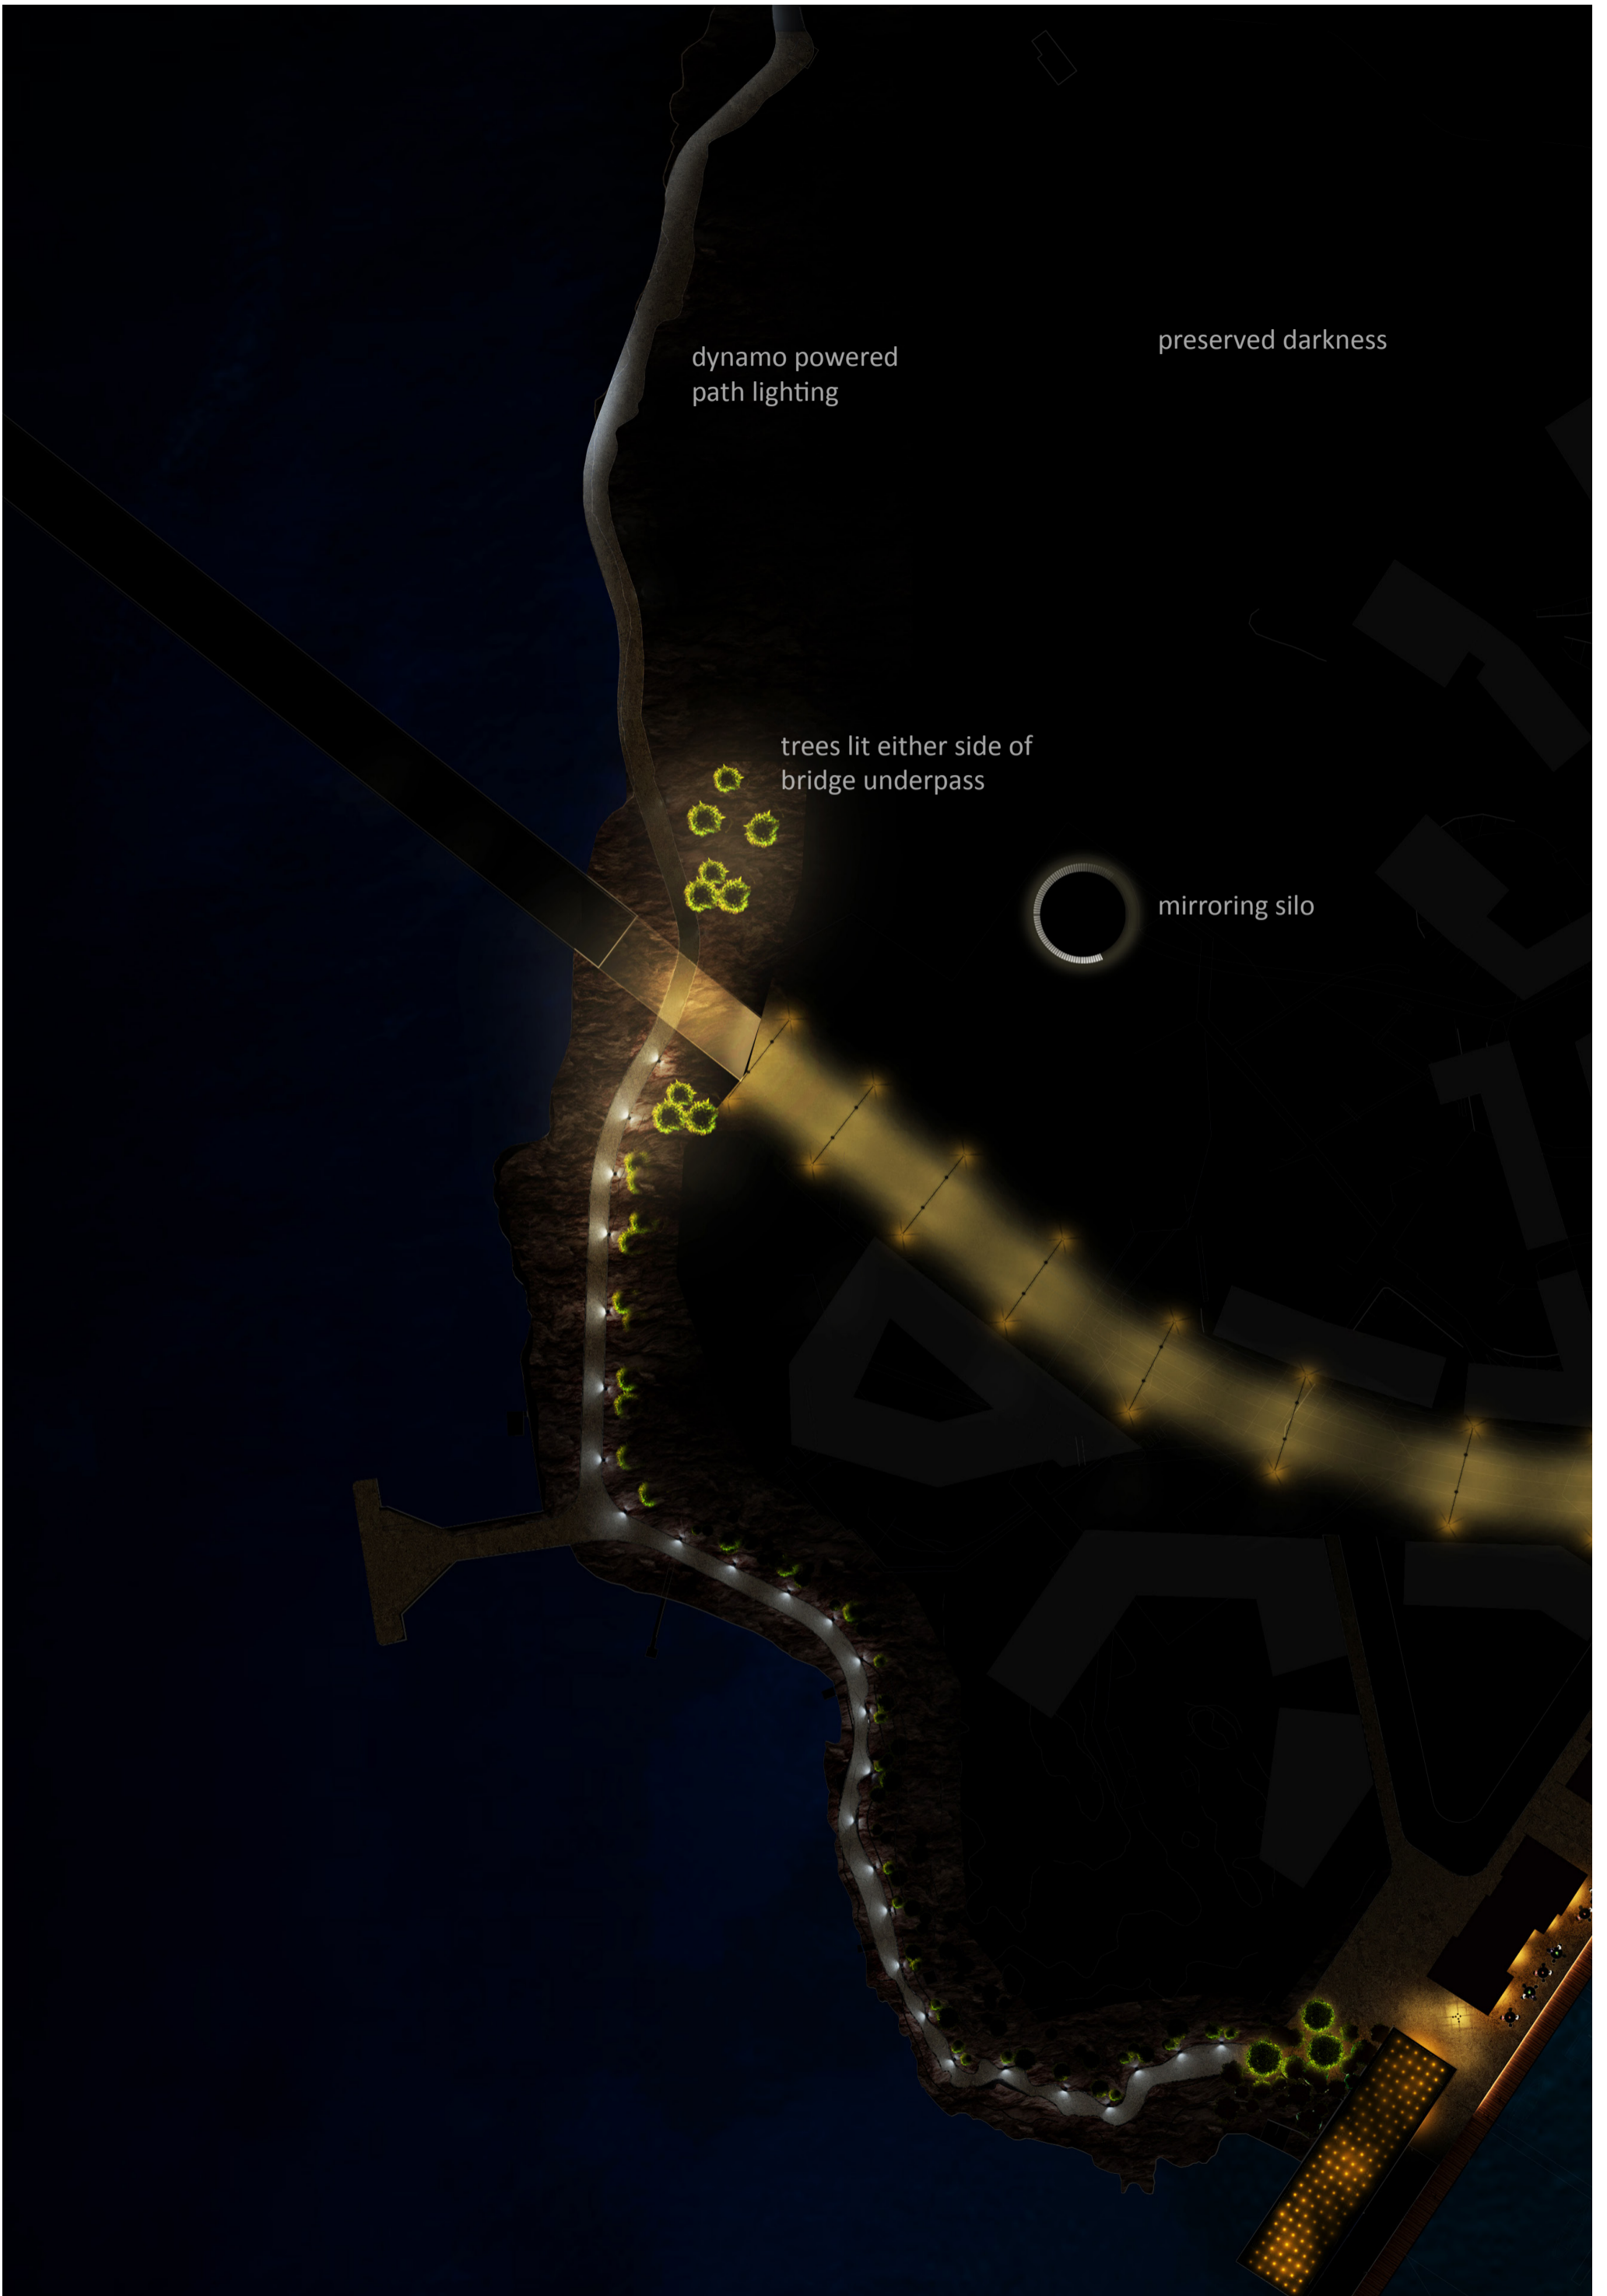 preserved darkness
dynamo powered
path lighting
trees lit either side of
bridge underpass
mirroring silo